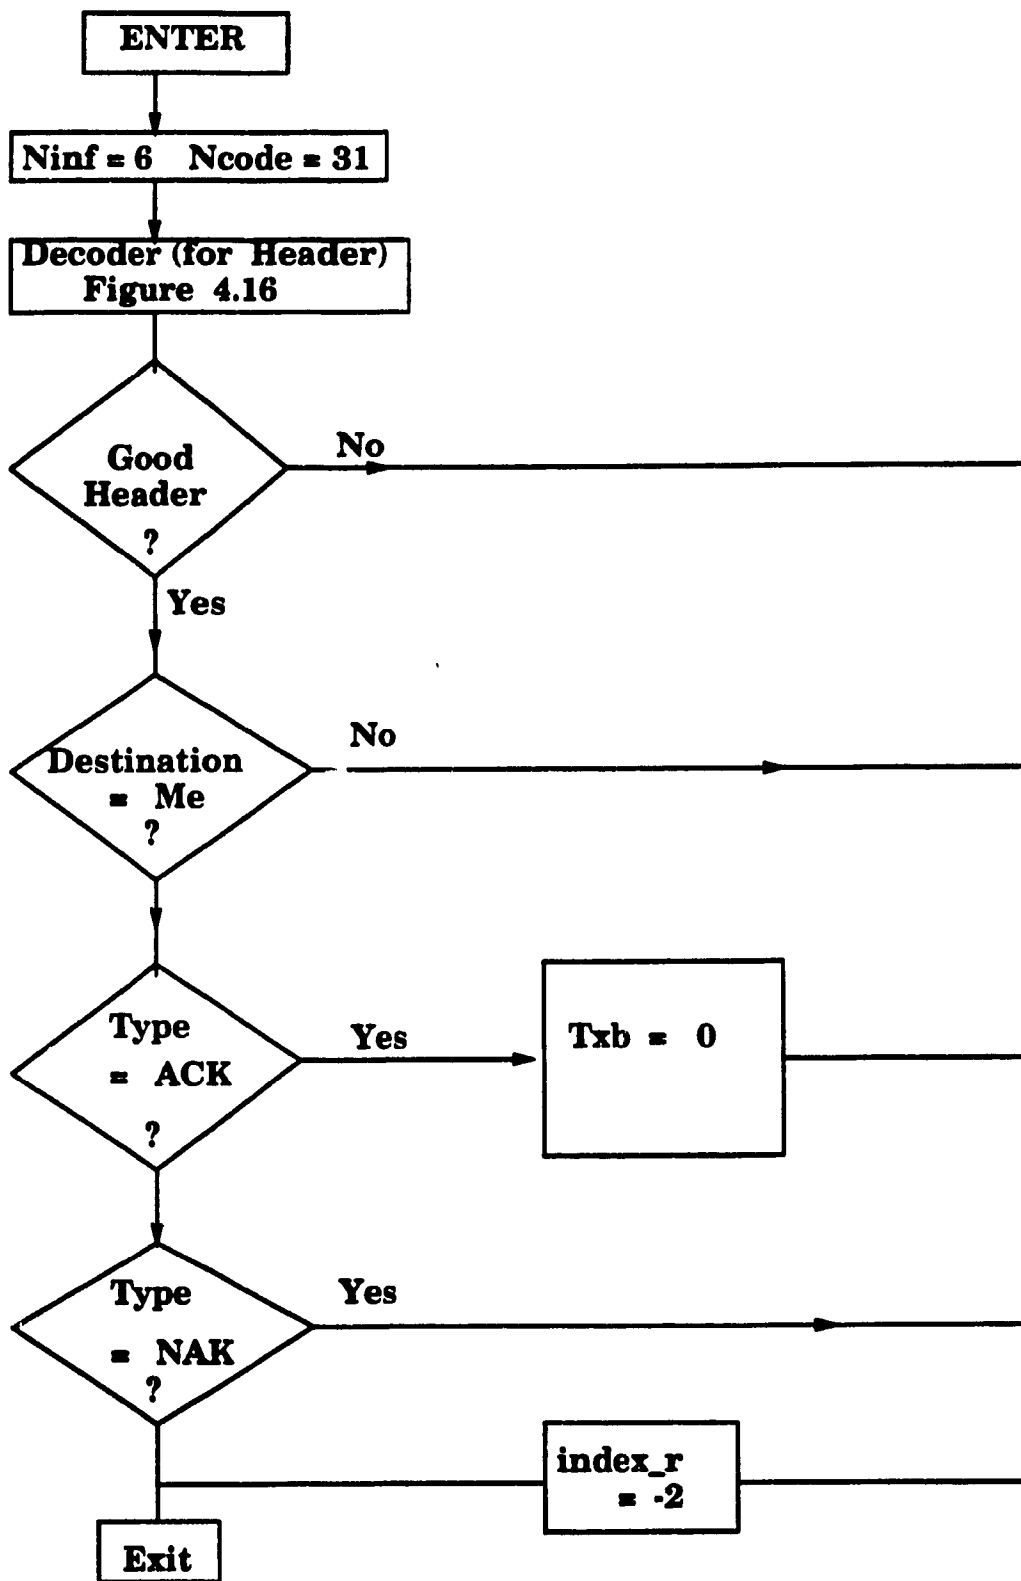 ENTER
Ninf = 6 Ncode = 31
Decoder (for Header)
Figure 4.16
Good
Header
?
No
Yes
Destination
= Me
?
No
Type
= ACK
?
Yes
Txb = 0
Type
= NAK
?
Yes
index_r
= -2
Exit